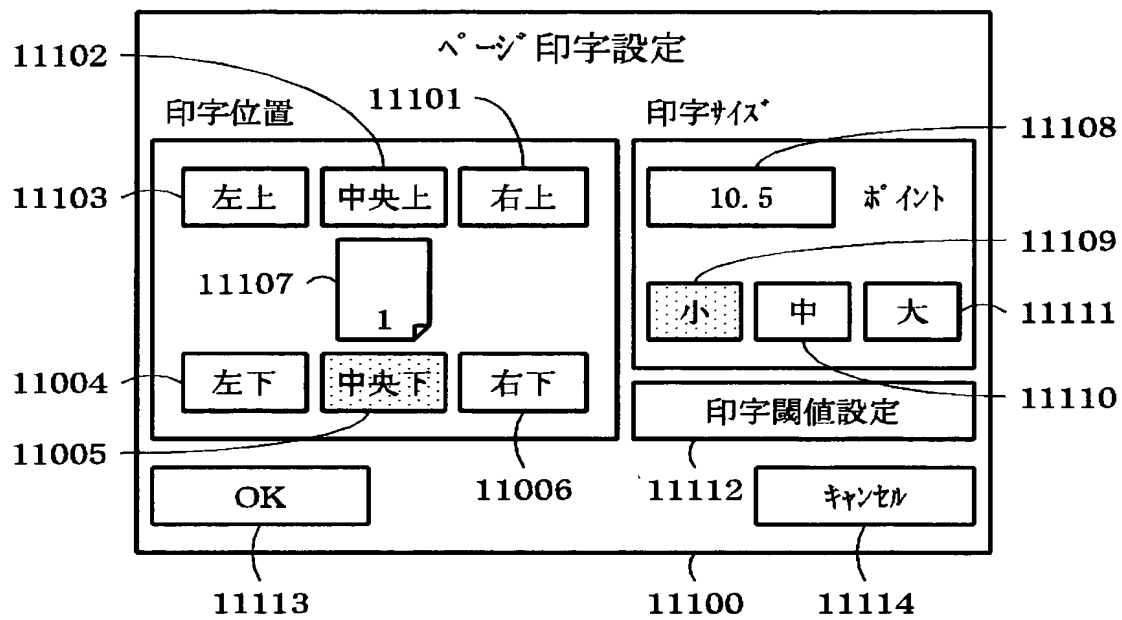 ページ印字設定
11102
11101
印字位置
印字サイズ
11108
11103
左上
中央上
右上
10.5
ポイント
11109
11107
1
小
中
大
11111
11004
左下
中央下
右下
11110
印字閾値設定
11005
11006
11112
OK
キャンセル
11113
11100
11114